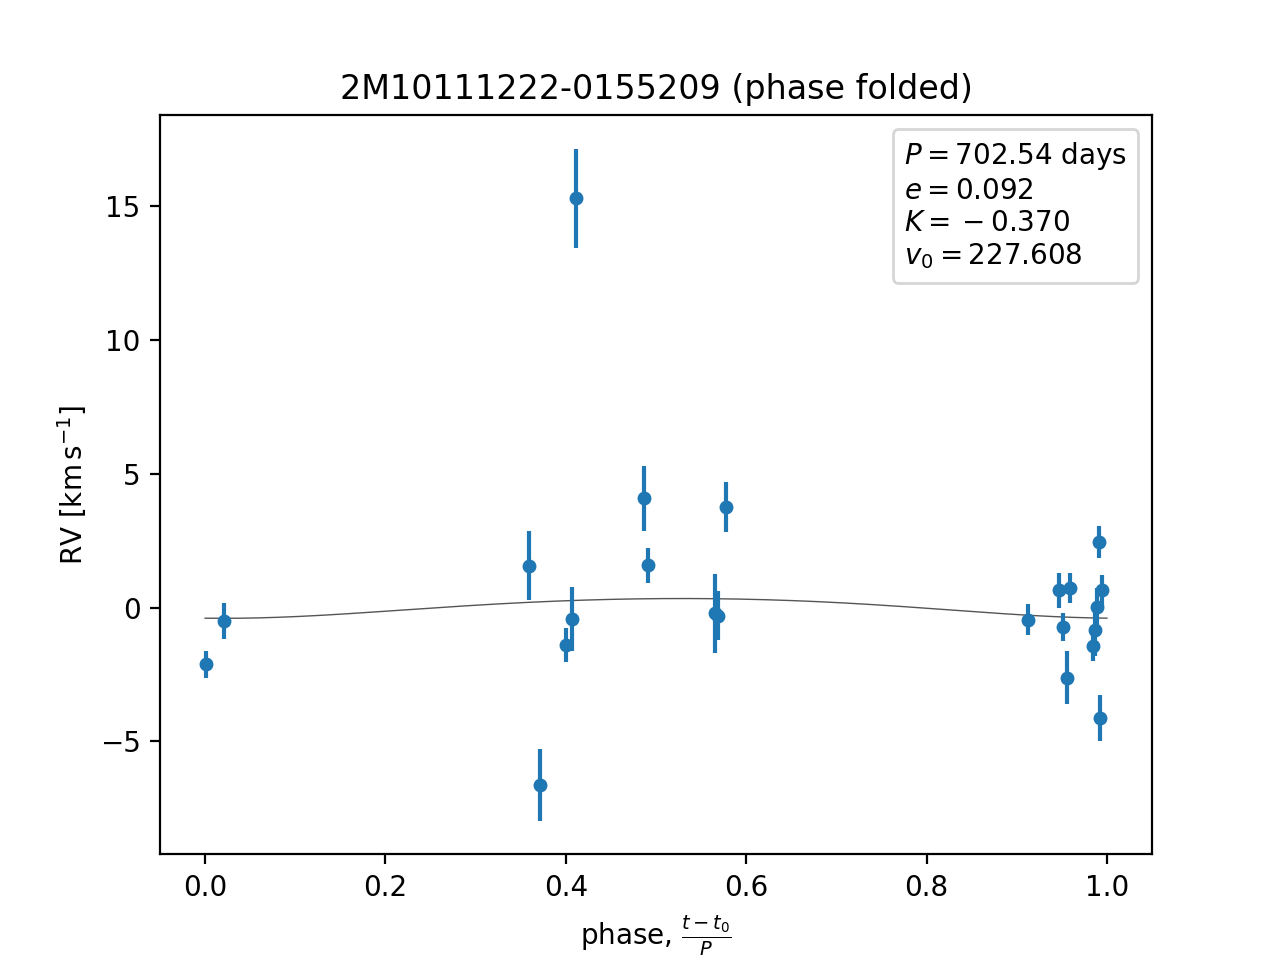 2M10111222-0155209 (phase folded)
P = 702.54 days
e = 0.092
K = −0.370
v₀ = 227.608
15
10
5
0
−5
RV [km s⁻¹]
0.0 0.2 0.4 0.6 0.8 1.0
phase, (t − t₀)/P